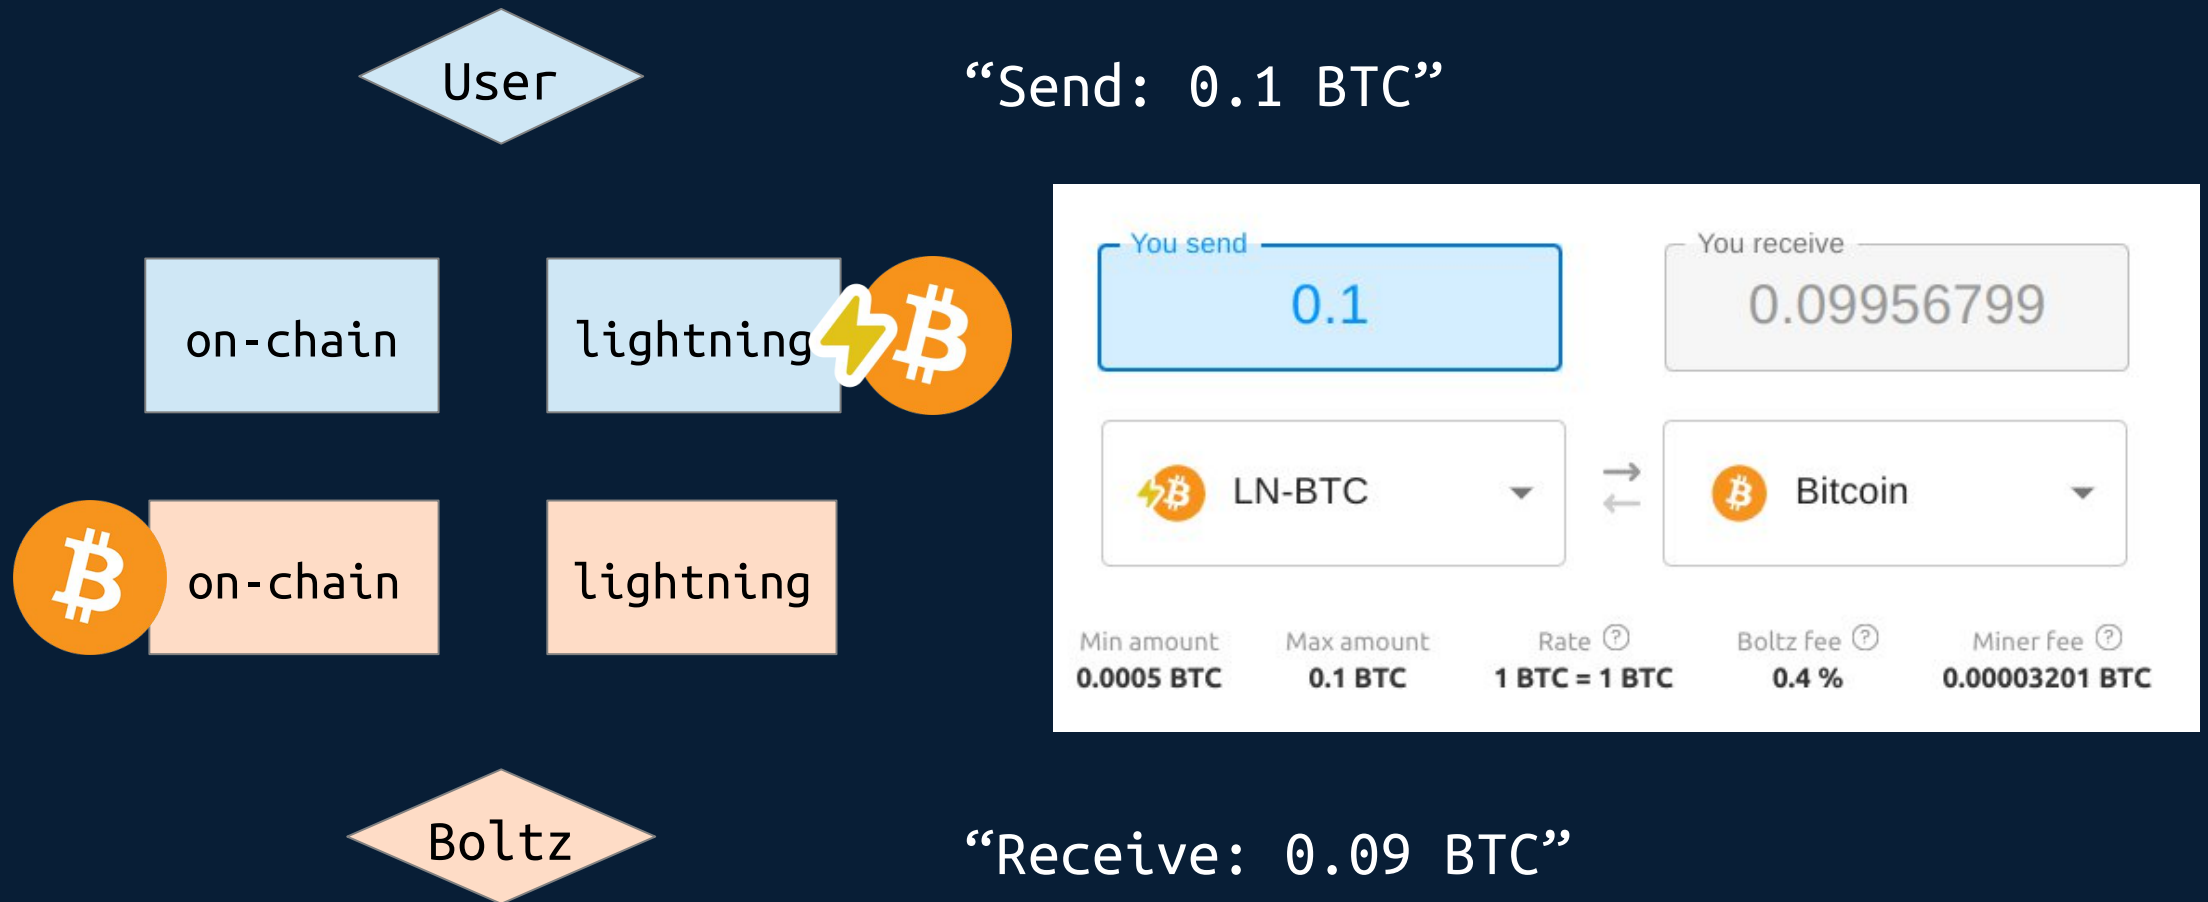 User
“Send: 0.1 BTC”
You send
0.1
You receive
0.09956799
on-chain
lightning
LN-BTC
Bitcoin
on-chain
lightning
Min amount
0.0005 BTC
Max amount
0.1 BTC
Rate ?
1 BTC = 1 BTC
Boltz fee ?
0.4 %
Miner fee ?
0.00003201 BTC
Boltz
“Receive: 0.09 BTC”